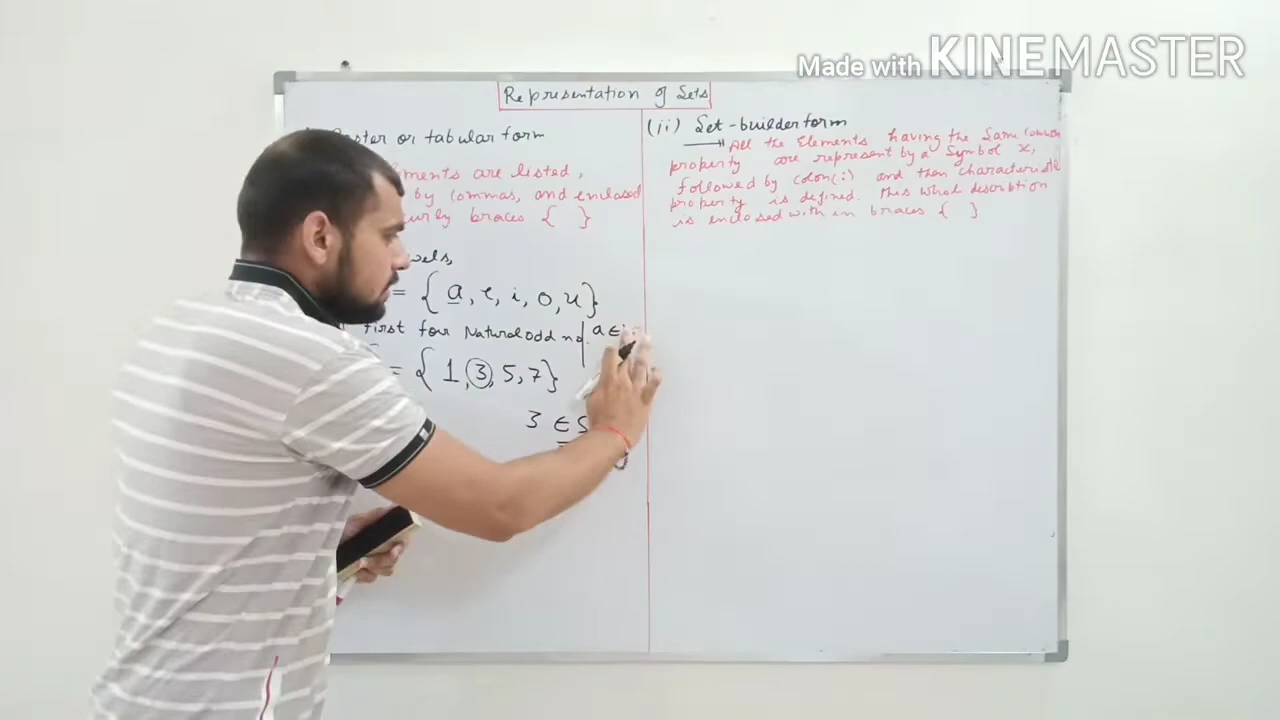 Made with KINEMASTER
Representation of Sets
Roster or tabular form
elements are listed,
by Commas, and enclosed
curly braces { }
vowels,
= { a, e, i, o, u }
First four Natural odd no.
a ∈
= { 1, 3, 5, 7 }
3 ∈ S
(ii) Set-builder form
All the Elements having the Same Common
property are represent by a Symbol x,
followed by colon(:) and then characteristic
property is defined. This whole
is enclosed with in braces { }